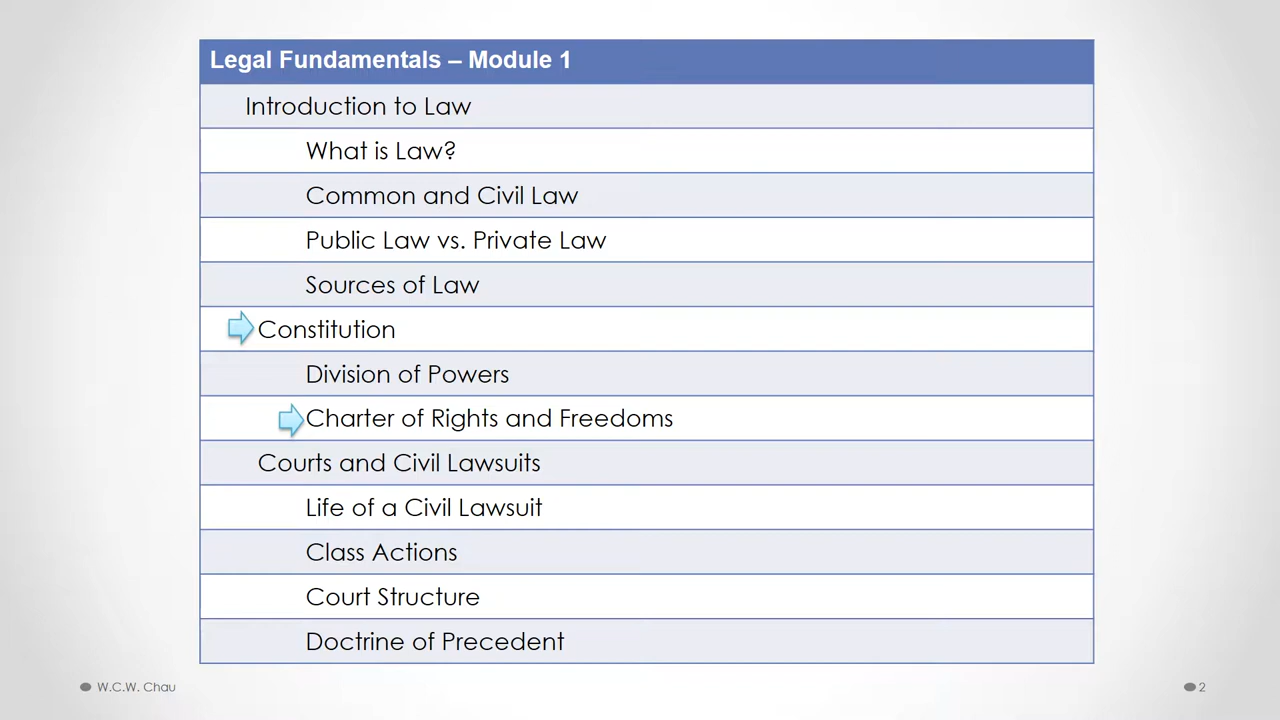 Legal Fundamentals – Module 1
Introduction to Law
What is Law?
Common and Civil Law
Public Law vs. Private Law
Sources of Law
Constitution
Division of Powers
Charter of Rights and Freedoms
Courts and Civil Lawsuits
Life of a Civil Lawsuit
Class Actions
Court Structure
Doctrine of Precedent
W.C.W. Chau
2